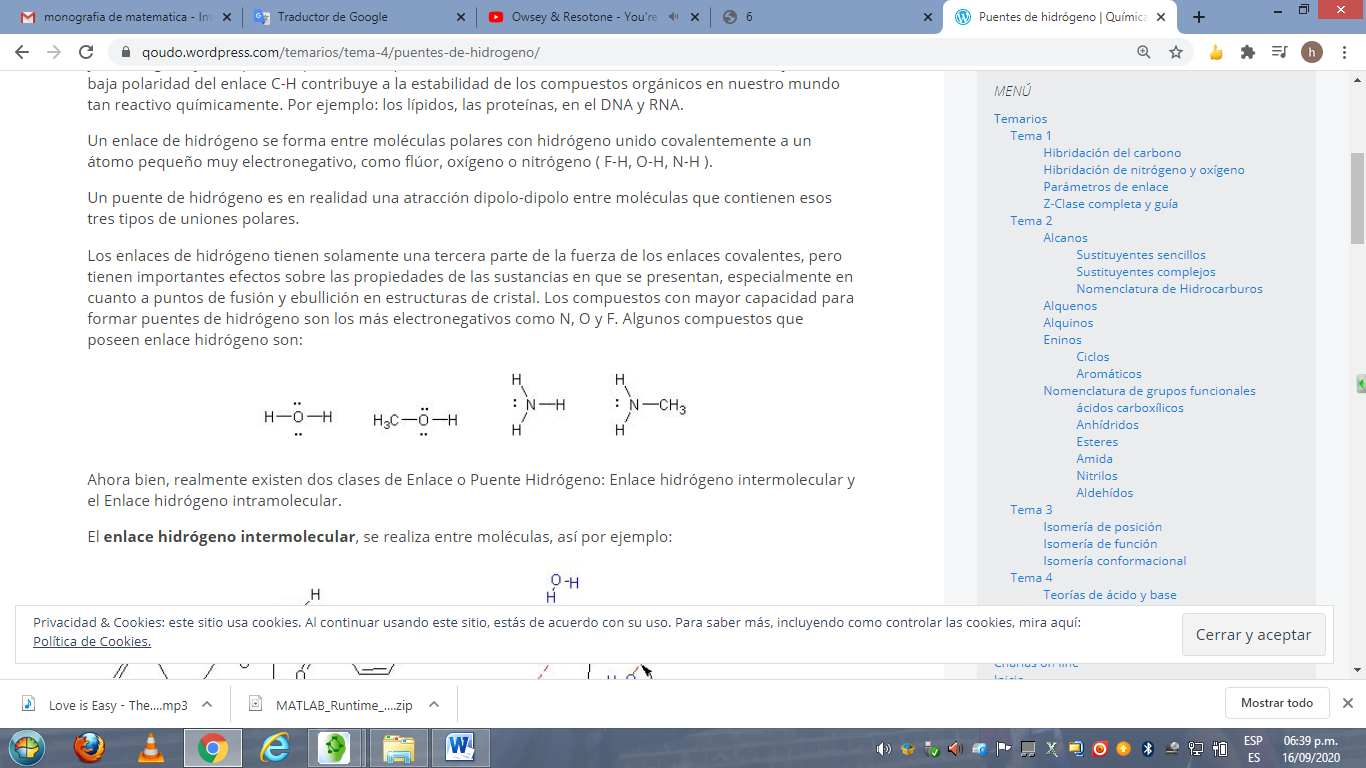 monografia de matematica - Inv
Traductor de Google
Owsey & Resotone - You're
6
Puentes de hidrógeno | Química
qoudo.wordpress.com/temarios/tema-4/puentes-de-hidrogeno/
h
baja polaridad del enlace C-H contribuye a la estabilidad de los compuestos orgánicos en nuestro mundo
tan reactivo químicamente. Por ejemplo: los lípidos, las proteínas, en el DNA y RNA.
Un enlace de hidrógeno se forma entre moléculas polares con hidrógeno unido covalentemente a un
átomo pequeño muy electronegativo, como flúor, oxígeno o nitrógeno ( F-H, O-H, N-H ).
Un puente de hidrógeno es en realidad una atracción dipolo-dipolo entre moléculas que contienen esos
tres tipos de uniones polares.
Los enlaces de hidrógeno tienen solamente una tercera parte de la fuerza de los enlaces covalentes, pero
tienen importantes efectos sobre las propiedades de las sustancias en que se presentan, especialmente en
cuanto a puntos de fusión y ebullición en estructuras de cristal. Los compuestos con mayor capacidad para
formar puentes de hidrógeno son los más electronegativos como N, O y F. Algunos compuestos que
poseen enlace hidrógeno son:
H H
H—O—H H3C—O—H : N—H : N—CH3
H H
Ahora bien, realmente existen dos clases de Enlace o Puente Hidrógeno: Enlace hidrógeno intermolecular y
el Enlace hidrógeno intramolecular.
El enlace hidrógeno intermolecular, se realiza entre moléculas, así por ejemplo:
H
O-H
H
MENÚ
Temarios
Tema 1
Hibridación del carbono
Hibridación de nitrógeno y oxígeno
Parámetros de enlace
Z-Clase completa y guía
Tema 2
Alcanos
Sustituyentes sencillos
Sustituyentes complejos
Nomenclatura de Hidrocarburos
Alquenos
Alquinos
Eninos
Ciclos
Aromáticos
Nomenclatura de grupos funcionales
ácidos carboxílicos
Anhídridos
Esteres
Amida
Nitrilos
Aldehídos
Tema 3
Isomería de posición
Isomería de función
Isomería conformacional
Tema 4
Teorías de ácido y base
Privacidad & Cookies: este sitio usa cookies. Al continuar usando este sitio, estás de acuerdo con su uso. Para saber más, incluyendo como controlar las cookies, mira aquí:
Política de Cookies.
Cerrar y aceptar
Love is Easy - The....mp3
MATLAB_Runtime_....zip
Mostrar todo
ESP
ES
06:39 p.m.
16/09/2020